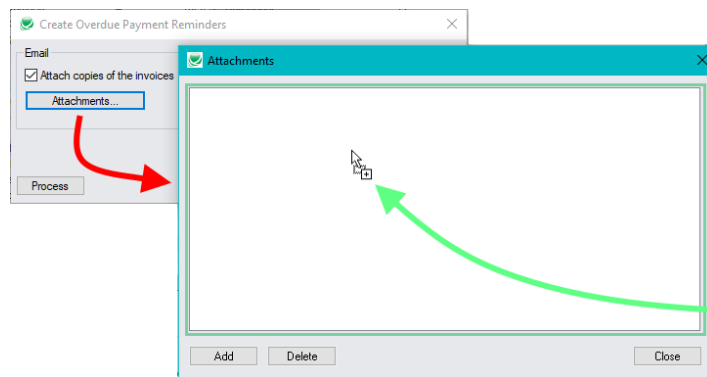 Create Overdue Payment Reminders
Email
Attach copies of the invoices
Attachments...
Process
Attachments
Add
Delete
Close